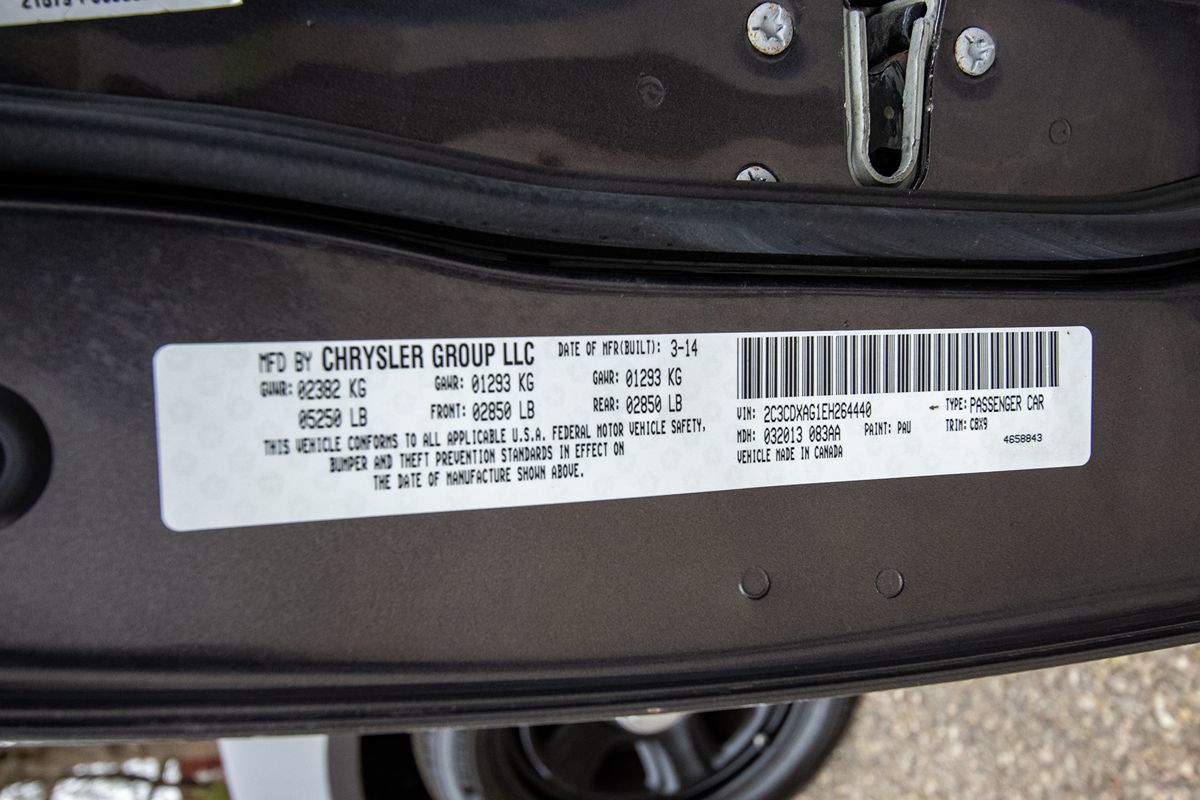 MFD BY CHRYSLER GROUP LLC DATE OF MFR(BUILT): 3-14
GVWR: 02382 KG GAWR: 01293 KG GAWR: 01293 KG
05250 LB FRONT: 02850 LB REAR: 02850 LB
THIS VEHICLE CONFORMS TO ALL APPLICABLE U.S.A. FEDERAL MOTOR VEHICLE SAFETY,
BUMPER AND THEFT PREVENTION STANDARDS IN EFFECT ON
THE DATE OF MANUFACTURE SHOWN ABOVE.
VIN: 2C3CDXAG1EH264440 TYPE: PASSENGER CAR
MDH: 032013 083AA PAINT: PAU TRIM: CBX9
VEHICLE MADE IN CANADA 4658843